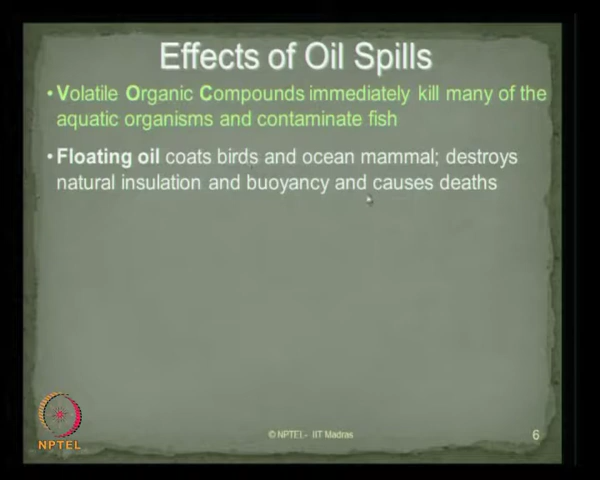 Effects of Oil Spills
• Volatile Organic Compounds immediately kill many of the
aquatic organisms and contaminate fish
• Floating oil coats birds and ocean mammal; destroys
natural insulation and buoyancy and causes deaths
NPTEL
© NPTEL - IIT Madras
6